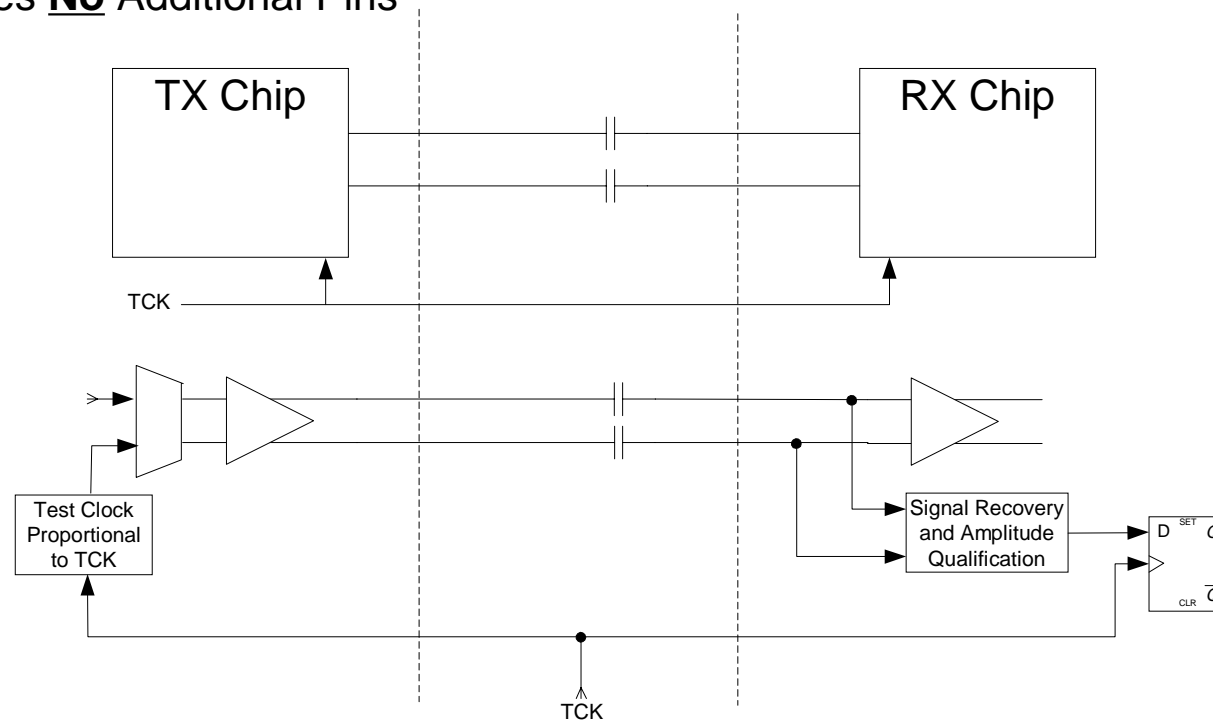 No Additional Pins
TX Chip
RX Chip
TCK
Test Clock
Proportional
to TCK
Signal Recovery
and Amplitude
Qualification
D
SET
CLR
TCK